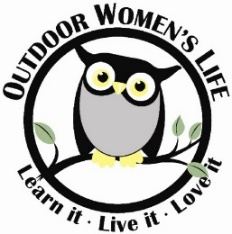 OUTDOOR WOMEN'S LIFE
Learn it · Live it · Love it